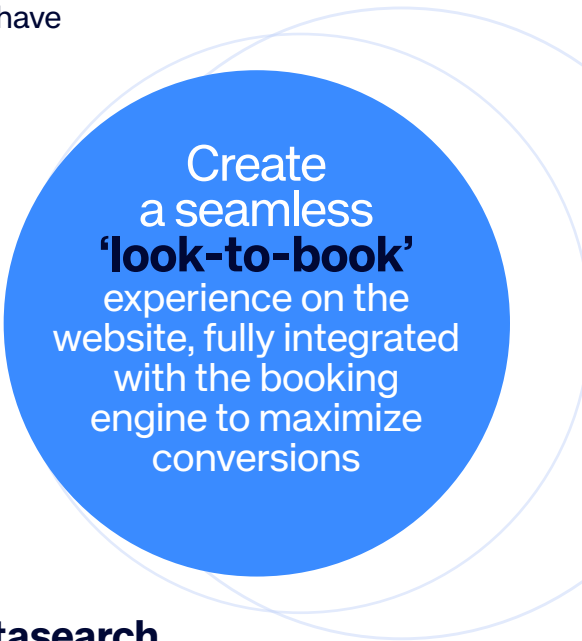 have
Create
a seamless
‘look-to-book’
experience on the
website, fully integrated
with the booking
engine to maximize
conversions
tasearch